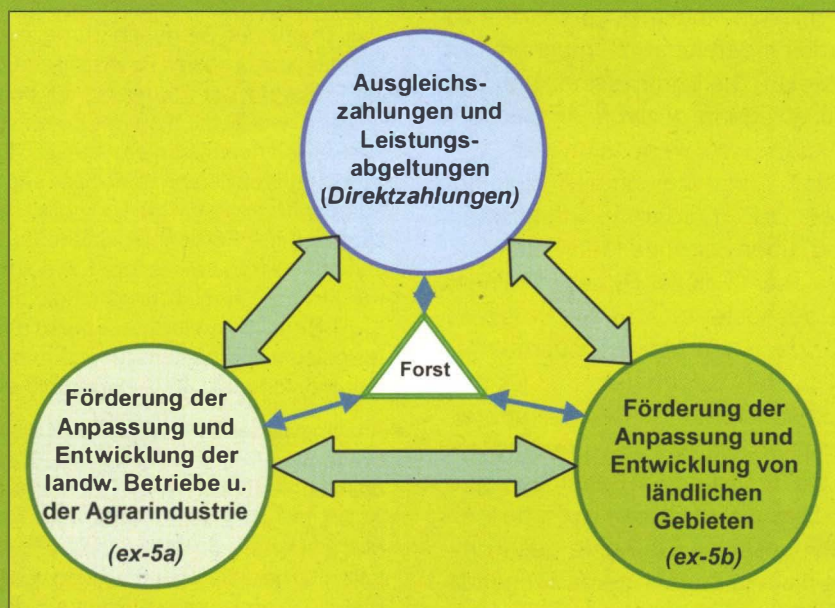 Ausgleichs-
zahlungen und
Leistungs-
abgeltungen
(Direktzahlungen)
Forst
Förderung der
Anpassung und
Entwicklung der
landw. Betriebe u.
der Agrarindustrie
(ex-5a)
Förderung der
Anpassung und
Entwicklung von
ländlichen
Gebieten
(ex-5b)